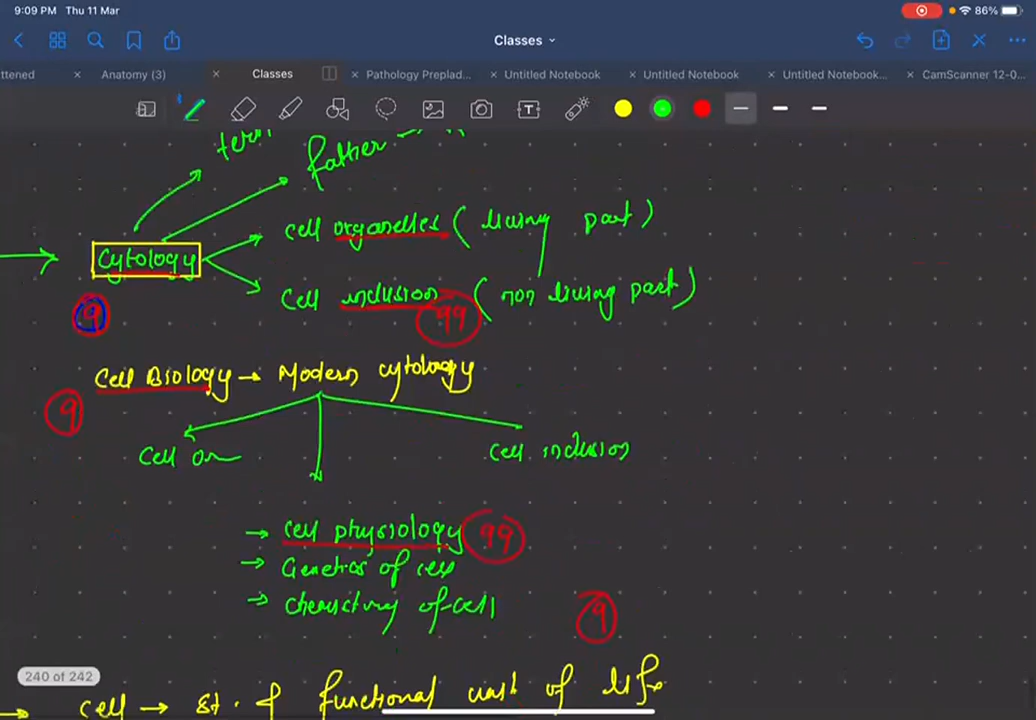 9:09 PM Thu 11 Mar 86%
Classes
ttened Anatomy (3) Classes Pathology Preplad... Untitled Notebook Untitled Notebook Untitled Notebook... CamScanner 12-0...
term father
cell organelles (living part)
Cytology
cell inclusion (non living part)
9 99
Cell Biology → Modern cytology
9
Cell or cell inclusion
→ cell physiology 99
→ Genetics of cell
→ chemistry of cell 9
240 of 242
cell → st. & functional unit of life